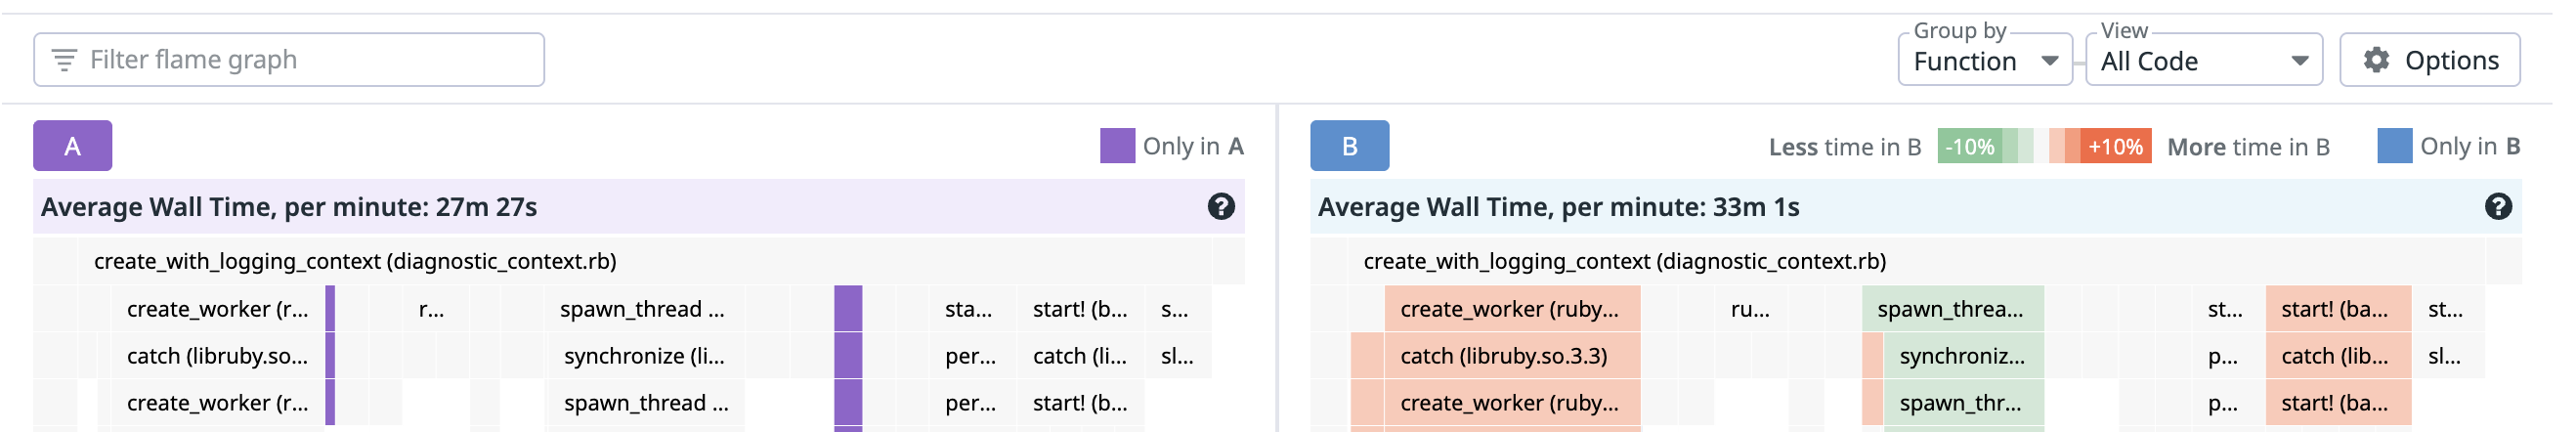 Filter flame graph
Group by
Function
View
All Code
Options
A
Only in A
Average Wall Time, per minute: 27m 27s
?
create_with_logging_context (diagnostic_context.rb)
create_worker (r... r... spawn_thread ... sta... start! (b... s...
catch (libruby.so... synchronize (li... per... catch (li... sl...
create_worker (r... spawn_thread ... per... start! (b...
B
Less time in B -10% +10% More time in B
Only in B
Average Wall Time, per minute: 33m 1s
?
create_with_logging_context (diagnostic_context.rb)
create_worker (ruby... ru... spawn_threa... st... start! (ba... st...
catch (libruby.so.3.3) synchroniz... p... catch (lib... sl...
create_worker (ruby... spawn_thr... p... start! (ba...